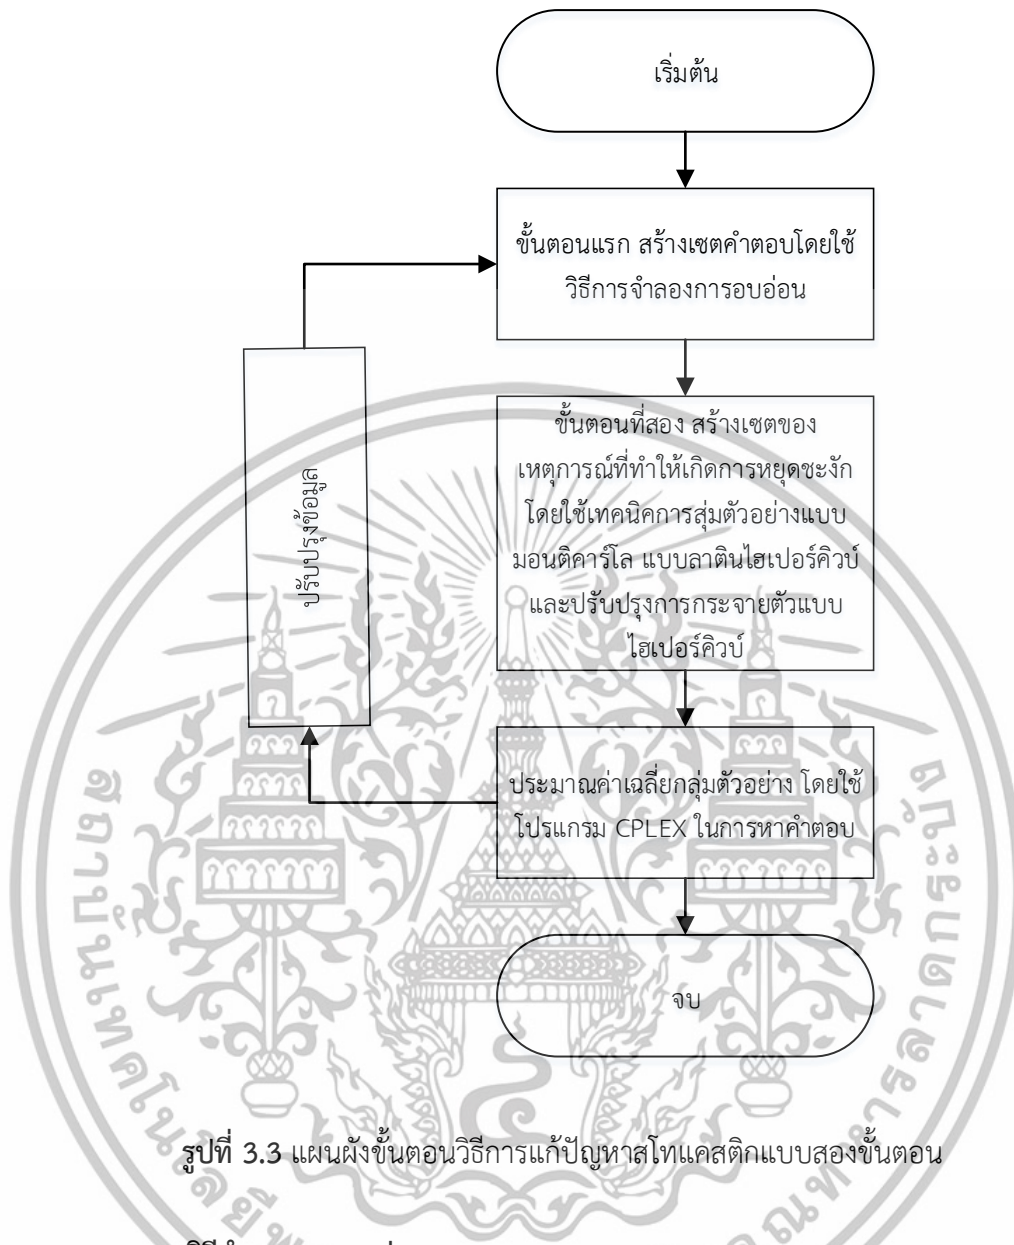 เริ่มต้น
ขั้นตอนแรก สร้างเซตคำตอบโดยใช้
วิธีการจำลองการอบอ่อน
ขั้นตอนที่สอง สร้างเซตของ
เหตุการณ์ที่ทำให้เกิดการหยุดชะงัก
โดยใช้เทคนิคการสุ่มตัวอย่างแบบ
มอนติคาร์โล แบบลาตินไฮเปอร์คิวบ์
และปรับปรุงการกระจายตัวแบบ
ไฮเปอร์คิวบ์
ปรับปรุงข้อมูล
ประมาณค่าเฉลี่ยกลุ่มตัวอย่าง โดยใช้
โปรแกรม CPLEX ในการหาคำตอบ
จบ
รูปที่ 3.3 แผนผังขั้นตอนวิธีการแก้ปัญหาสโทแคสติกแบบสองขั้นตอน